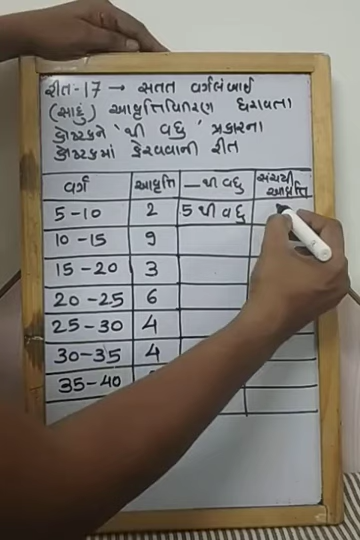 રીત-17 → સતત વર્ગલંબાઈ
(સાદું) આવૃત્તિવિતરણ ધરાવતા
કોષ્ટકને 'થી વધુ' પ્રકારના
કોષ્ટકમાં ફેરવવાની રીત
વર્ગ આવૃત્તિ —થી વધુ સંચયી આવૃત્તિ
5-10 2 5 થી વધુ
10-15 9
15-20 3
20-25 6
25-30 4
30-35 4
35-40